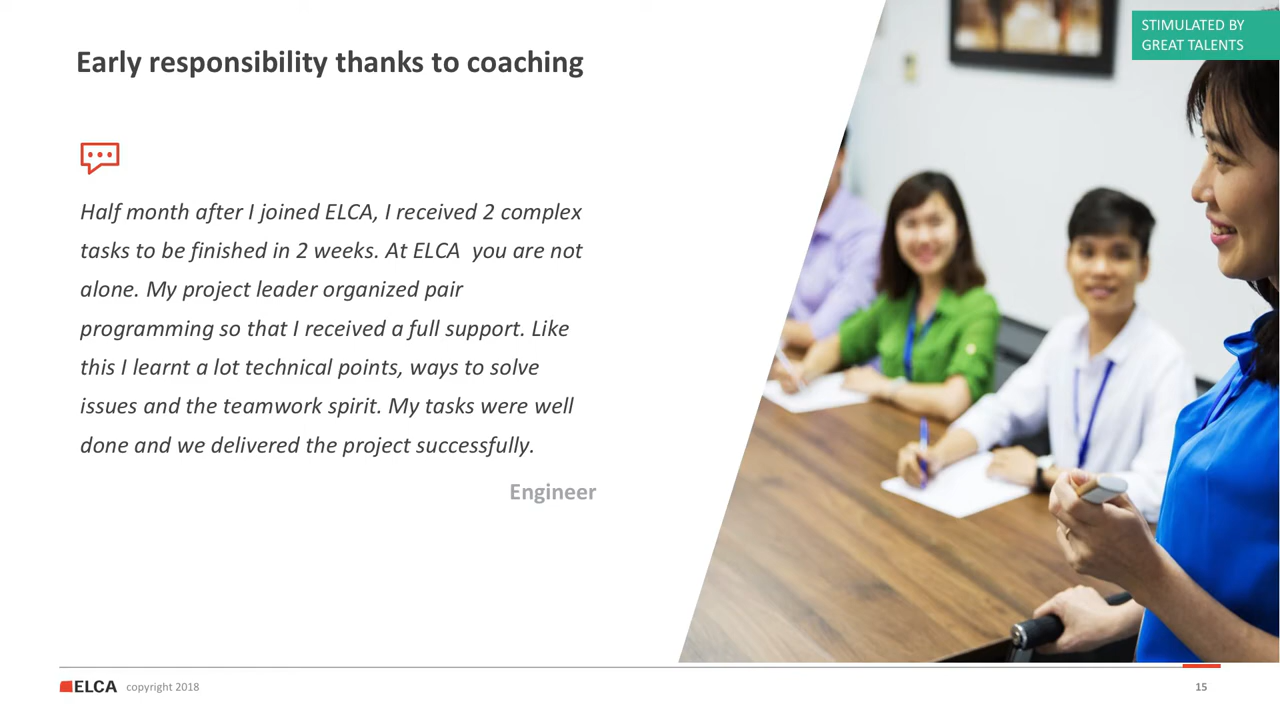 STIMULATED BY
GREAT TALENTS
Early responsibility thanks to coaching
Half month after I joined ELCA, I received 2 complex
tasks to be finished in 2 weeks. At ELCA  you are not
alone. My project leader organized pair
programming so that I received a full support. Like
this I learnt a lot technical points, ways to solve
issues and the teamwork spirit. My tasks were well
done and we delivered the project successfully.
Engineer
ELCA copyright 2018
15